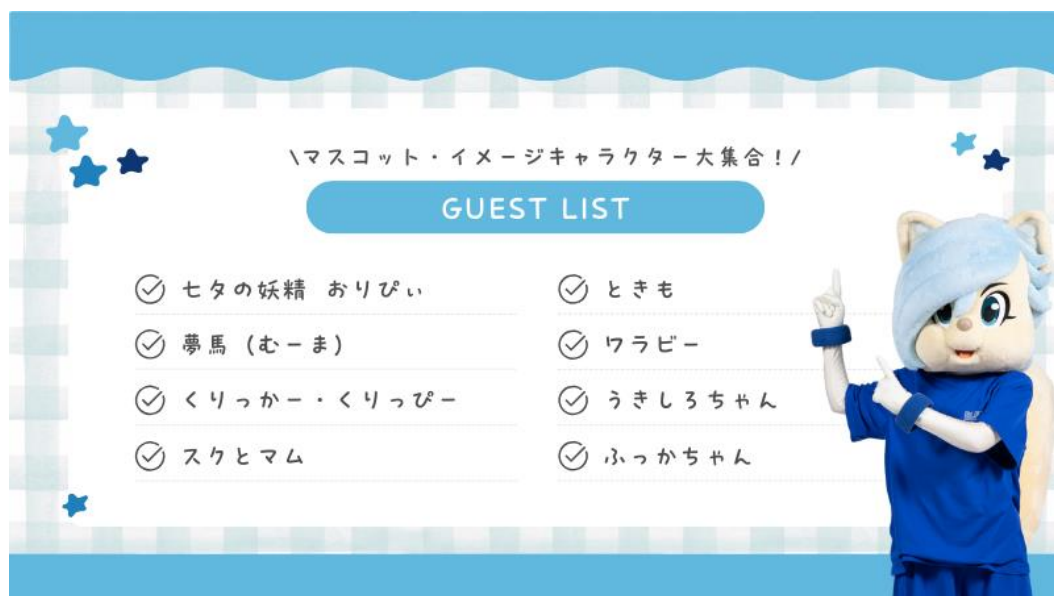 \マスコット・イメージキャラクター大集合！/
GUEST LIST
七夕の妖精 おりぴぃ
夢馬（むーま）
くりっかー・くりっぴー
スクとマム
ときも
ワラビー
うきしろちゃん
ふっかちゃん